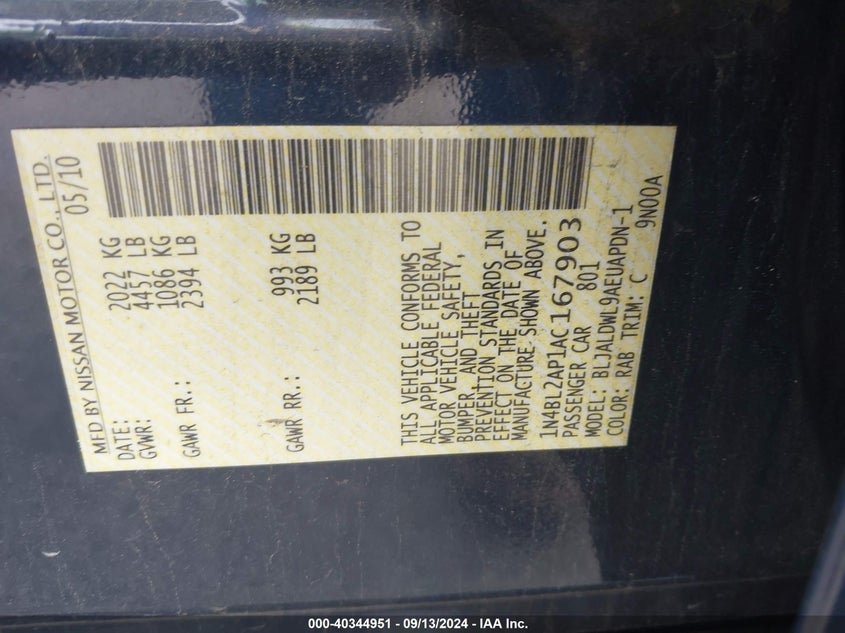 MFD BY NISSAN MOTOR CO., LTD.
DATE: 05/10
GVWR: 2022 KG
4457 LB
GAWR FR.: 1086 KG
2394 LB
GAWR RR.: 993 KG
2189 LB
THIS VEHICLE CONFORMS TO
ALL APPLICABLE FEDERAL
MOTOR VEHICLE SAFETY,
BUMPER, AND THEFT
PREVENTION STANDARDS IN
EFFECT ON THE DATE OF
MANUFACTURE SHOWN ABOVE.
1N4BL2AP1AC167903
PASSENGER CAR 801
MODEL: BLJALDWL9AEUAPDN-1
COLOR: RAB TRIM: C 9N00A
000-40344951 - 09/13/2024 - IAA Inc.